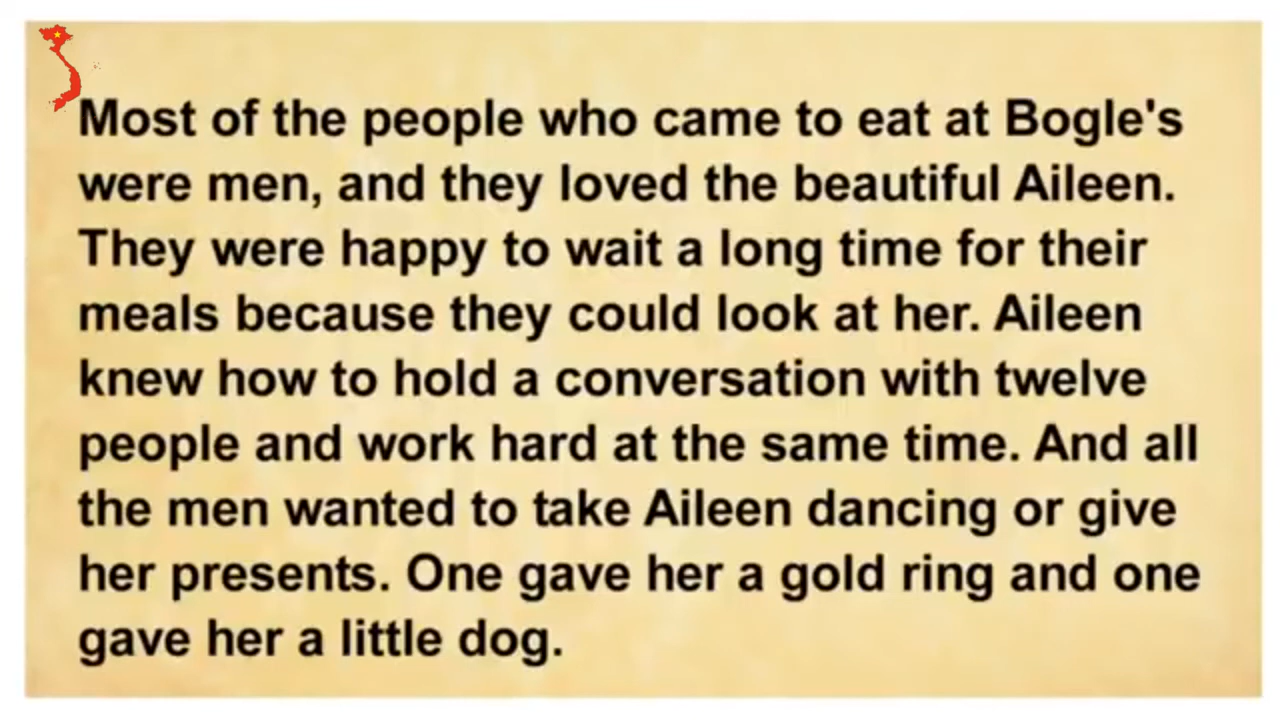 Most of the people who came to eat at Bogle's
were men, and they loved the beautiful Aileen.
They were happy to wait a long time for their
meals because they could look at her. Aileen
knew how to hold a conversation with twelve
people and work hard at the same time. And all
the men wanted to take Aileen dancing or give
her presents. One gave her a gold ring and one
gave her a little dog.